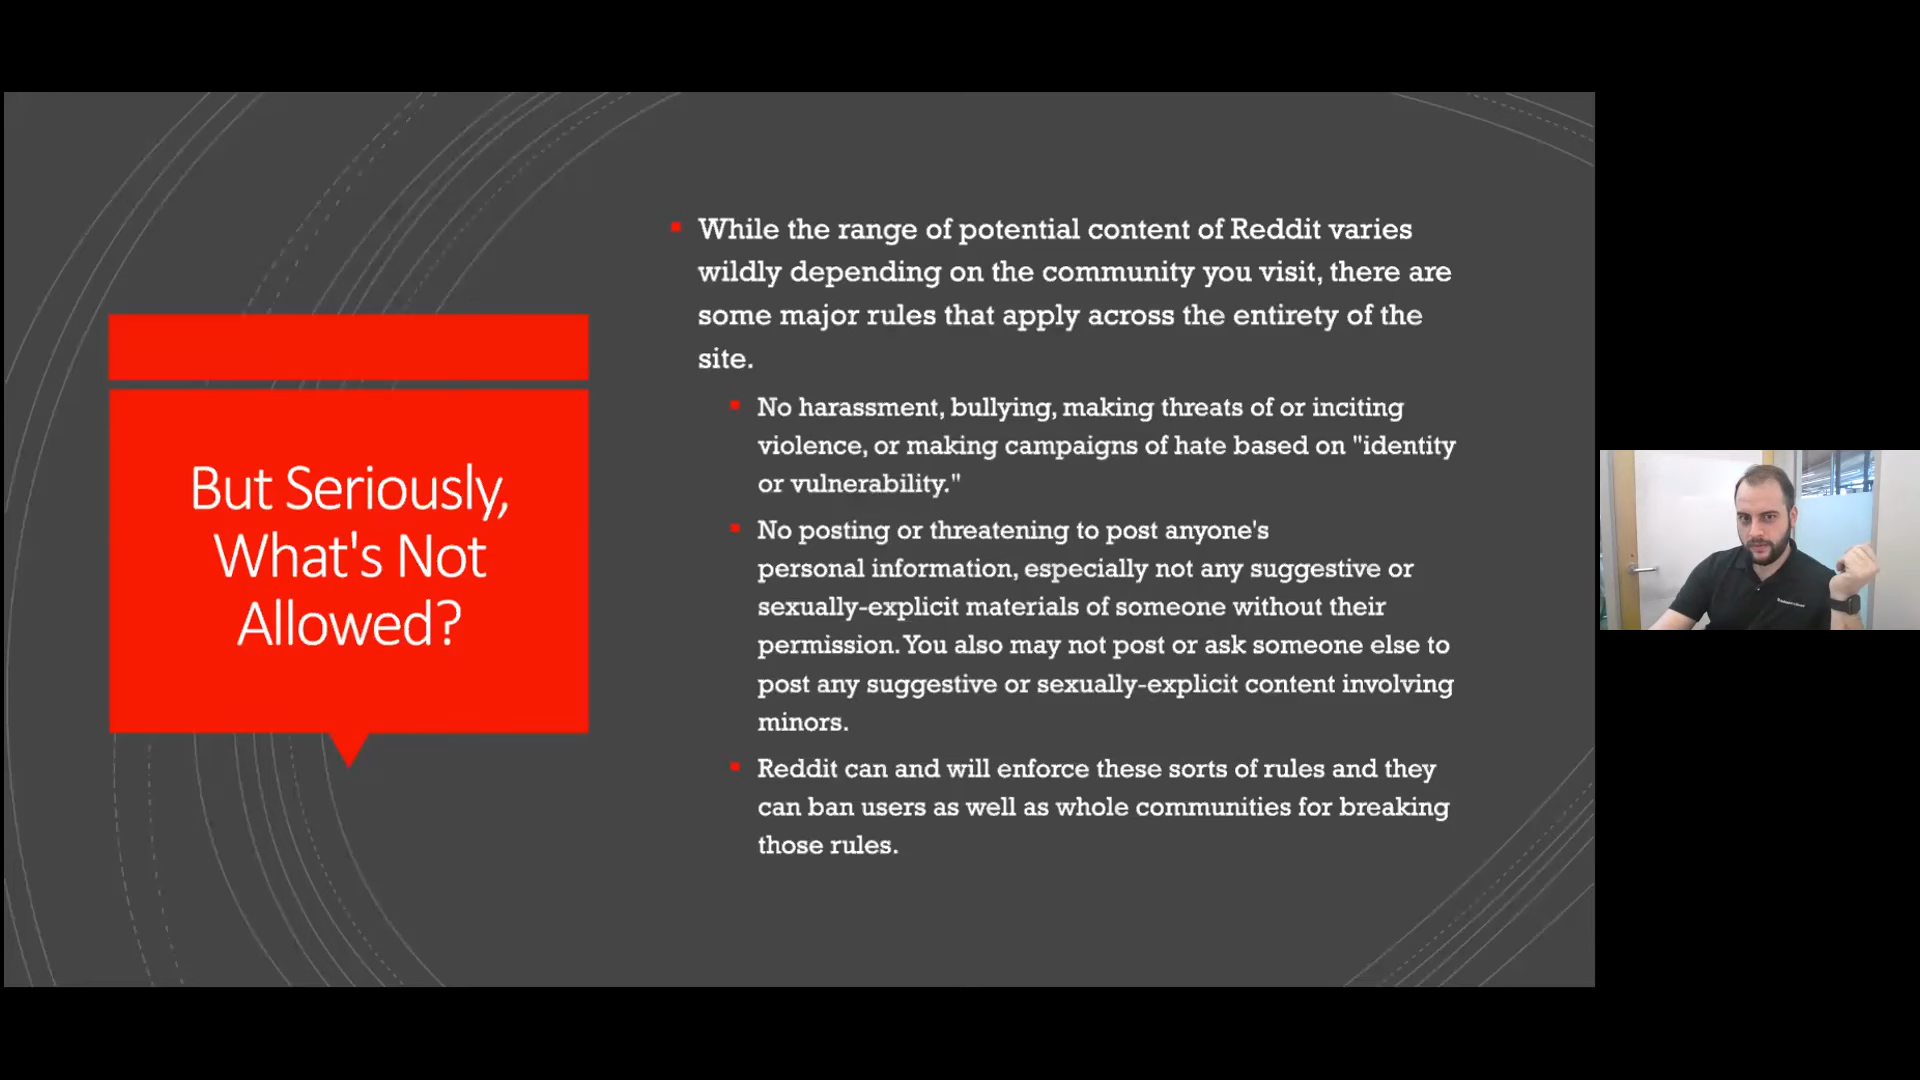 But Seriously,
What's Not
Allowed?
While the range of potential content of Reddit varies
wildly depending on the community you visit, there are
some major rules that apply across the entirety of the
site.
No harassment, bullying, making threats of or inciting
violence, or making campaigns of hate based on "identity
or vulnerability."
No posting or threatening to post anyone's
personal information, especially not any suggestive or
sexually-explicit materials of someone without their
permission. You also may not post or ask someone else to
post any suggestive or sexually-explicit content involving
minors.
Reddit can and will enforce these sorts of rules and they
can ban users as well as whole communities for breaking
those rules.